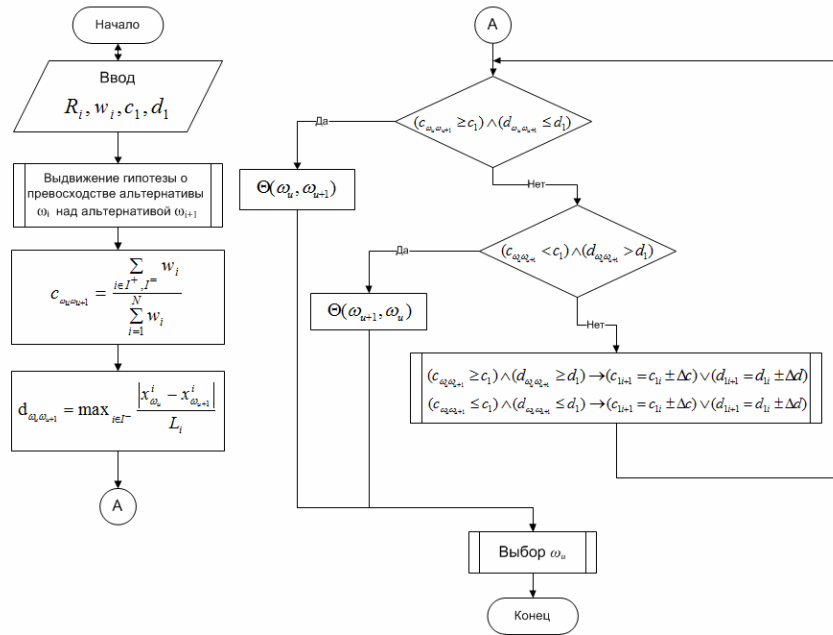 Начало
Ввод
R_i, w_i, c_1, d_1
Выдвижение гипотезы о
превосходстве альтернативы
ω_i над альтернативой ω_{i+1}
c_{ω_u ω_{u+1}} = \frac{\sum_{i∈I^+, I^=} w_i}{\sum_{i=1}^{N} w_i}
d_{ω_u ω_{u+1}} = max_{i∈I^-} \frac{|x^i_{ω_u} − x^i_{ω_{u+1}}|}{L_i}
A
A
(c_{ω_u ω_{u+1}} ≥ c_1) ∧ (d_{ω_u ω_{u+1}} ≤ d_1)
Да
Θ(ω_u, ω_{u+1})
Нет
(c_{ω_u ω_{u+1}} < c_1) ∧ (d_{ω_u ω_{u+1}} > d_1)
Да
Θ(ω_{u+1}, ω_u)
Нет
(c_{ω_u ω_{u+1}} ≥ c_1) ∧ (d_{ω_u ω_{u+1}} ≥ d_1) → (c_{1i+1} = c_{1i} ± Δc) ∨ (d_{1i+1} = d_{1i} ± Δd)
(c_{ω_u ω_{u+1}} ≤ c_1) ∧ (d_{ω_u ω_{u+1}} ≤ d_1) → (c_{1i+1} = c_{1i} ± Δc) ∨ (d_{1i+1} = d_{1i} ± Δd)
Выбор ω_u
Конец